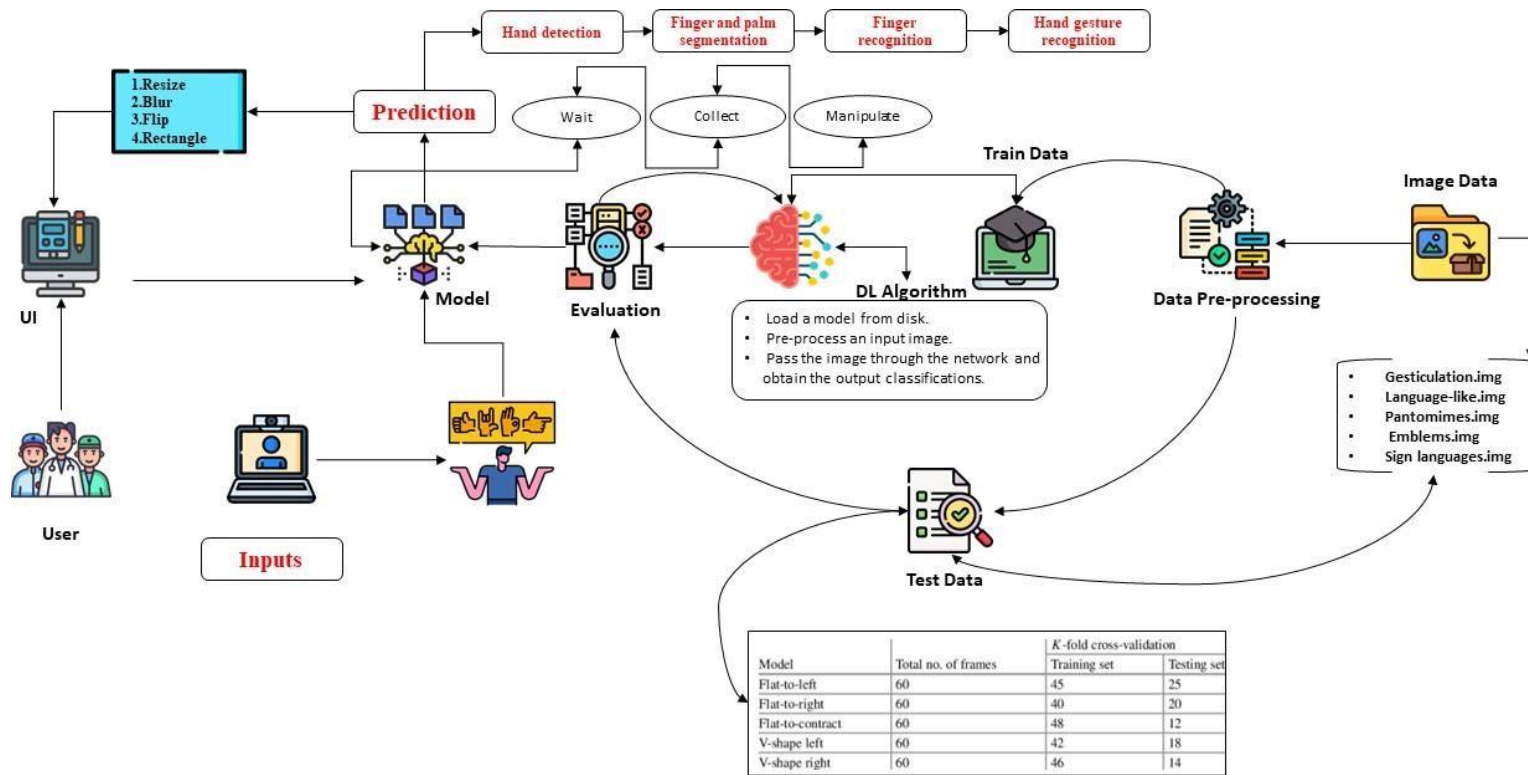 Hand detection
Finger and palm
segmentation
Finger
recognition
Hand gesture
recognition
1.Resize
2.Blur
3.Flip
4.Rectangle
Prediction
Wait
Collect
Manipulate
Train Data
Image Data
UI
Model
Evaluation
DL Algorithm
Data Pre-processing
• Load a model from disk.
• Pre-process an input image.
• Pass the image through the network and
obtain the output classifications.
• Gesticulation.img
• Language-like.img
• Pantomimes.img
• Emblems.img
• Sign languages.img
User
Inputs
Test Data
K-fold cross-validation
Model Total no. of frames Training set Testing set
Flat-to-left 60 45 25
Flat-to-right 60 40 20
Flat-to-contract 60 48 12
V-shape left 60 42 18
V-shape right 60 46 14